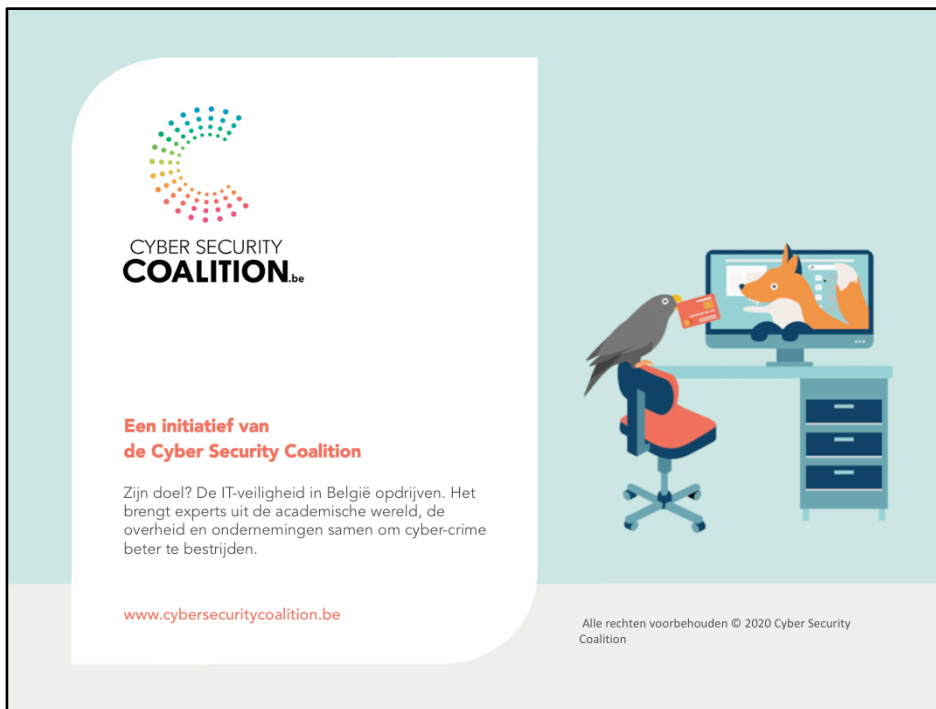 CYBER SECURITY
COALITION.be
Een initiatief van
de Cyber Security Coalition
Zijn doel? De IT-veiligheid in België opdrijven. Het
brengt experts uit de academische wereld, de
overheid en ondernemingen samen om cyber-crime
beter te bestrijden.
www.cybersecuritycoalition.be
Alle rechten voorbehouden © 2020 Cyber Security
Coalition